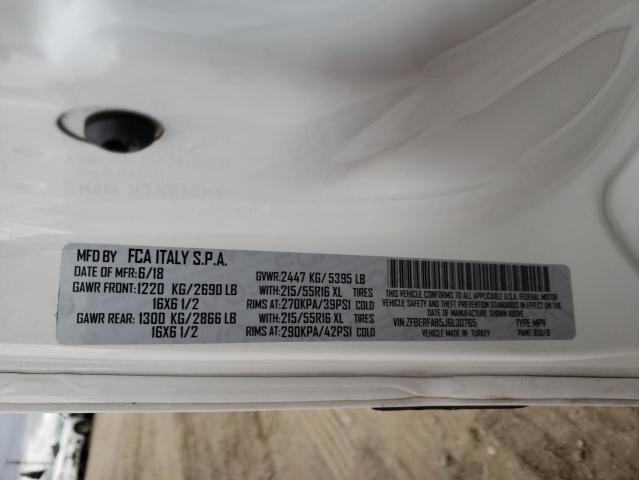 MFD BY FCA ITALY S.P.A.
DATE OF MFR:6/18 GVWR:2447 KG/5395 LB
GAWR FRONT:1220 KG/2690 LB WITH:215/55R16 XL TIRES
16X6 1/2 RIMS AT:270KPA/39PSI COLD
GAWR REAR:1300 KG/2866 LB WITH:215/55R16 XL TIRES
16X6 1/2 RIMS AT:290KPA/42PSI COLD
THIS VEHICLE CONFORMS TO ALL APPLICABLE U.S.A. FEDERAL MOTOR
VEHICLE SAFETY AND THEFT PREVENTION STANDARDS IN EFFECT ON THE
DATE OF MANUFACTURE SHOWN ABOVE.
VIN:ZFBERFAB5J6L30765 TYPE:MPV
VEHICLE MADE IN: TURKEY